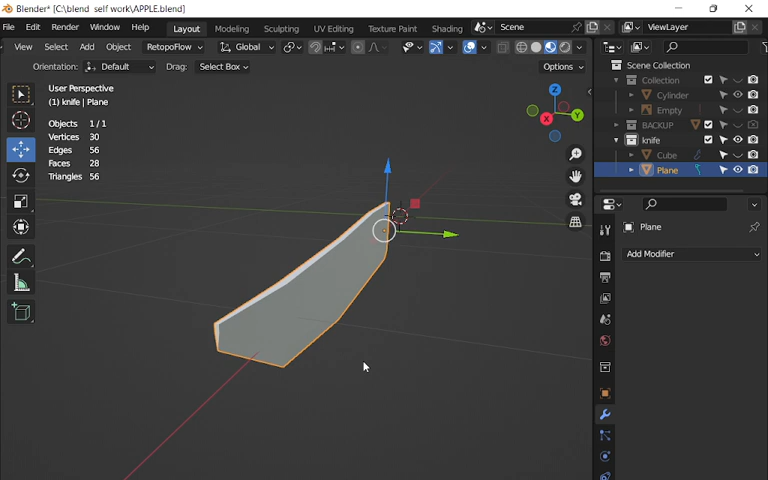 Blender* [C:\blend self work\APPLE.blend]
File Edit Render Window Help Layout Modeling Sculpting UV Editing Texture Paint Shading Scene ViewLayer
View Select Add Object RetopoFlow Global
Orientation: Default Drag: Select Box Options
User Perspective
(1) knife | Plane
Objects 1/1
Vertices 30
Edges 56
Faces 28
Triangles 56
Z
Y
X
Scene Collection
Collection
Cylinder
Empty
BACKUP
knife
Cube
Plane
Plane
Add Modifier